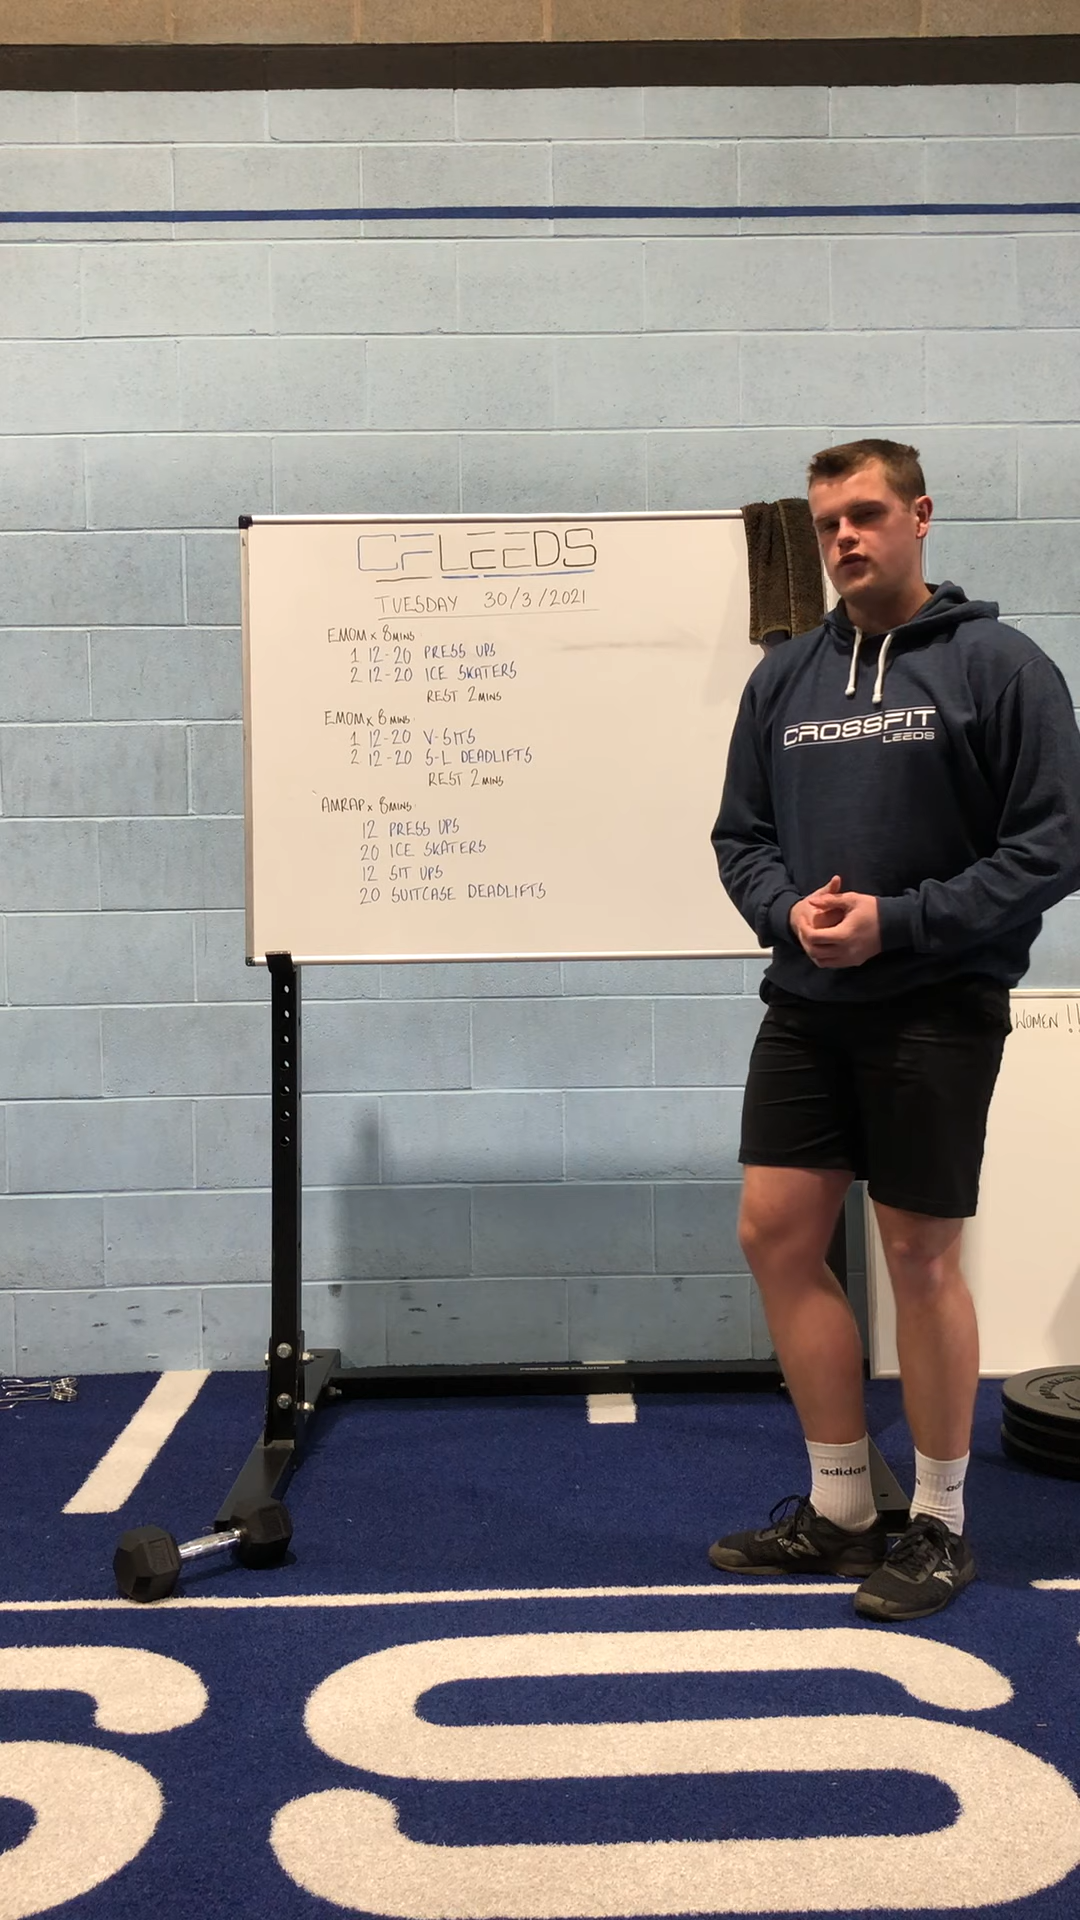 CFLEEDS
TUESDAY 30/3/2021
EMOM x 8MINS
1 12-20 PRESS UPS
2 12-20 ICE SKATERS
REST 2MINS
EMOM x 8MINS
1 12-20 V-SITS
2 12-20 S-L DEADLIFTS
REST 2MINS
AMRAP x 8MINS
12 PRESS UPS
20 ICE SKATERS
12 SIT UPS
20 SUITCASE DEADLIFTS
CROSSFIT
LEEDS
WOMEN !!
adidas
ad
SS